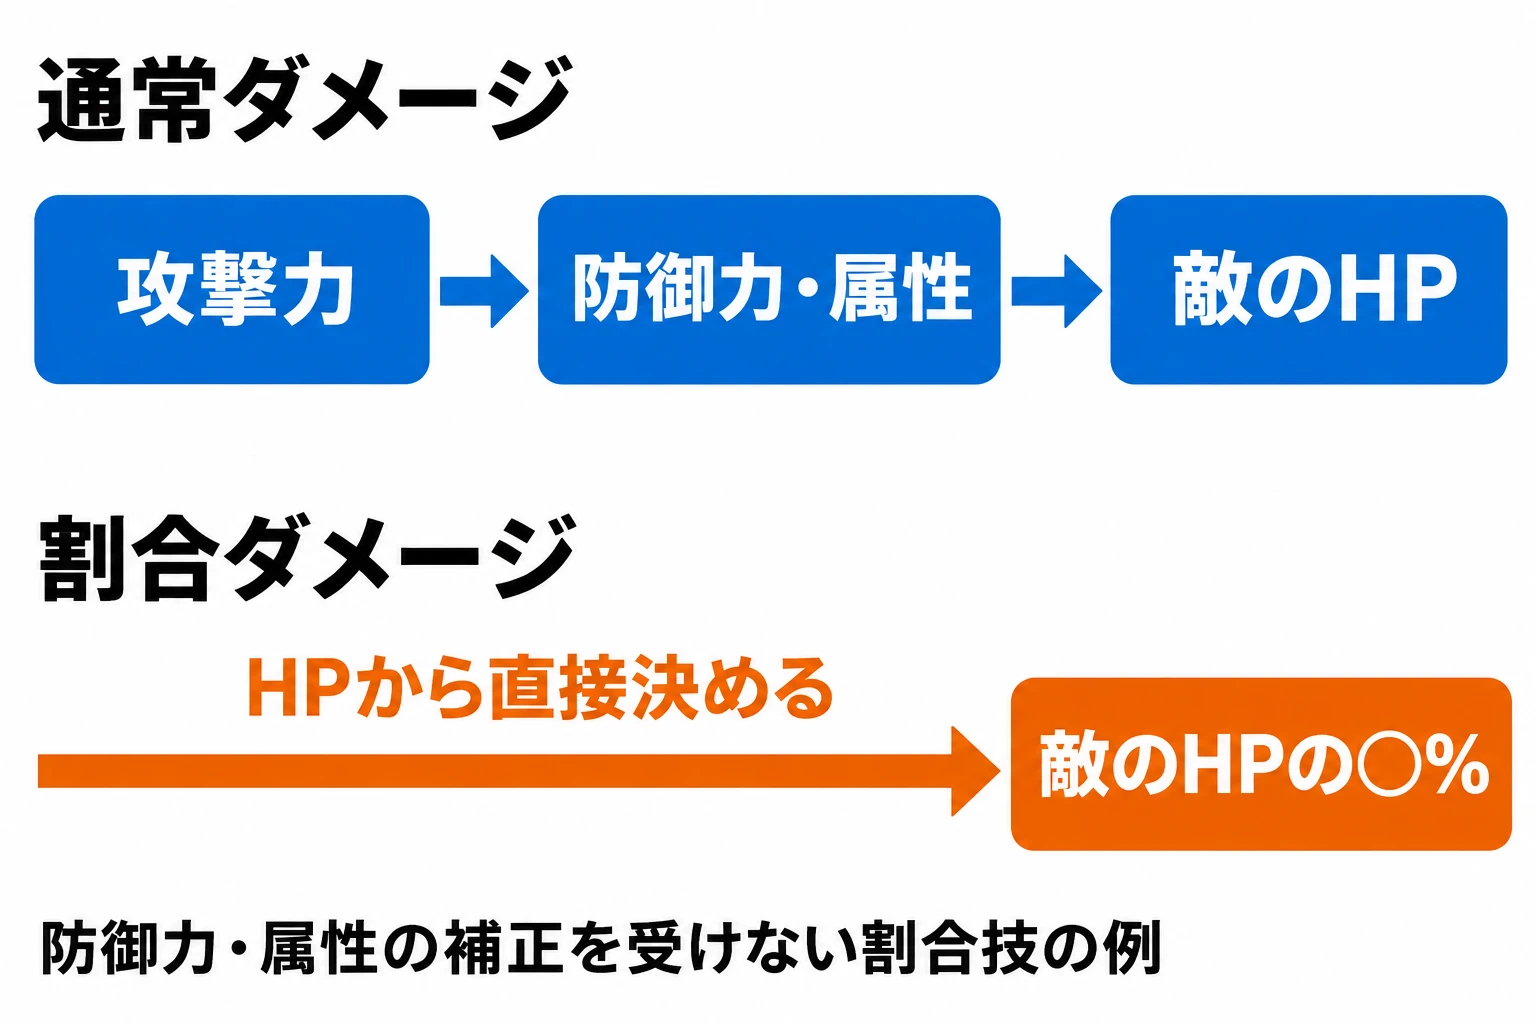 通常ダメージ
攻撃力
防御力・属性
敵のHP
割合ダメージ
HPから直接決める
敵のHPの○%
防御力・属性の補正を受けない割合技の例